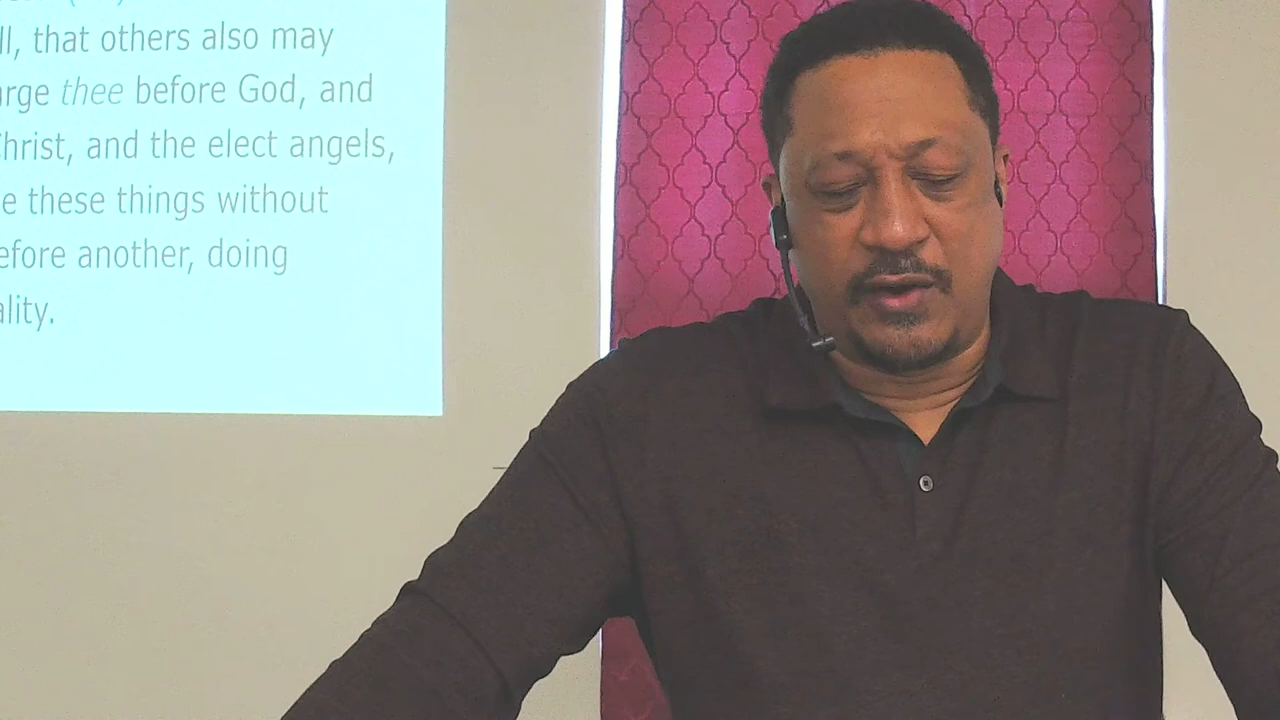 ll, that others also may
arge thee before God, and
Christ, and the elect angels,
e these things without
efore another, doing
ality.